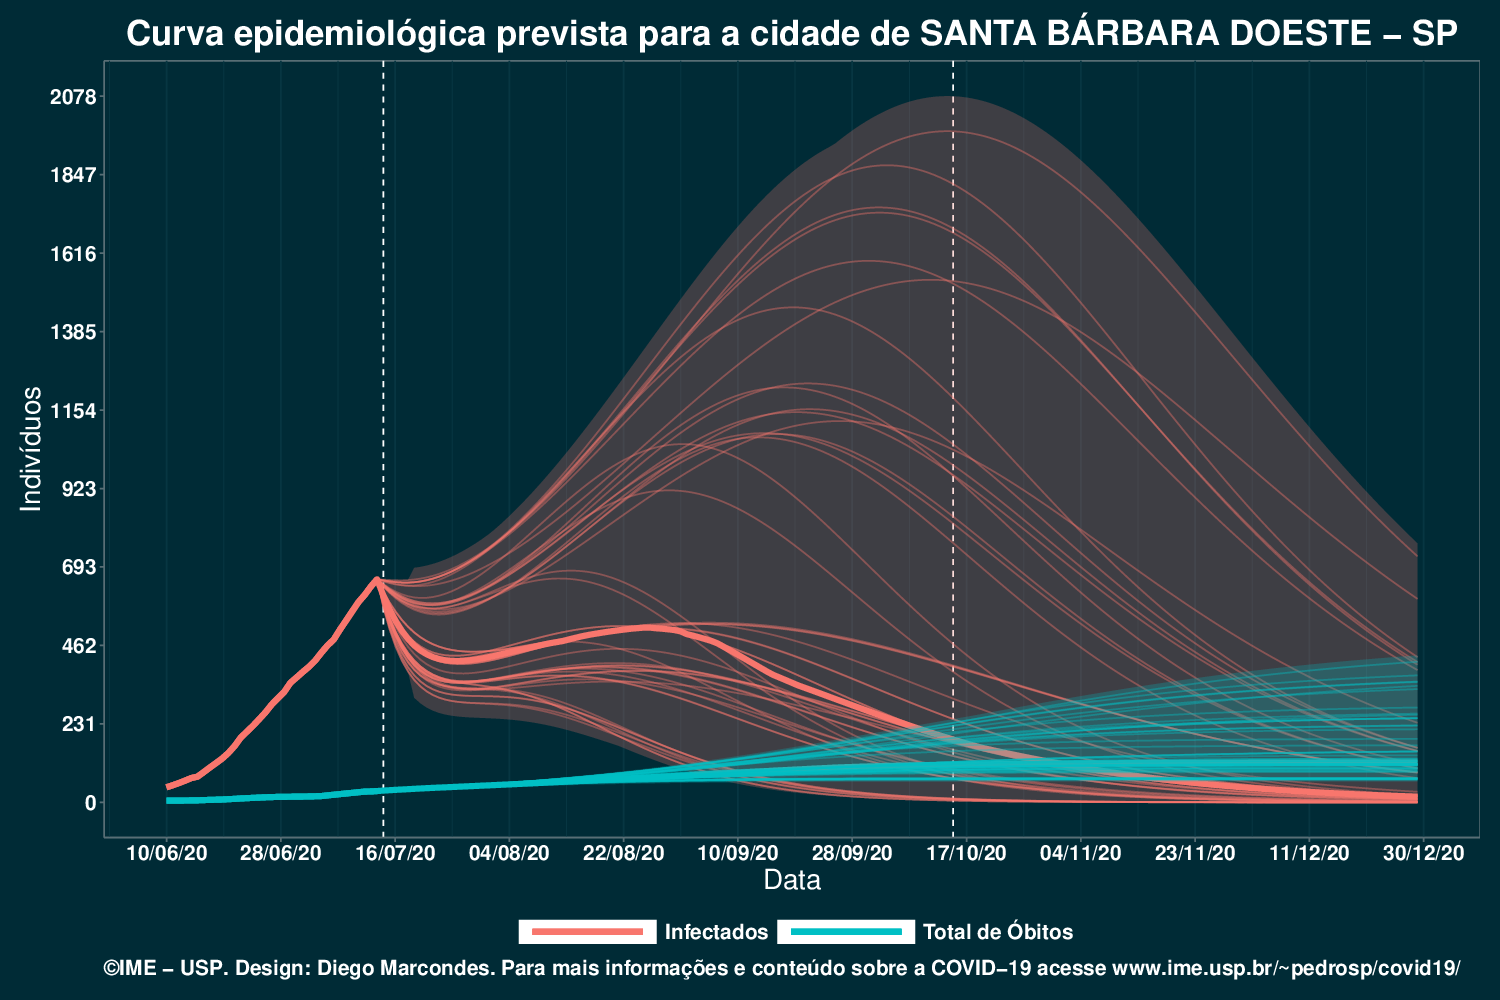 Curva epidemiológica prevista para a cidade de SANTA BÁRBARA DOESTE – SP
Indivíduos
2078
1847
1616
1385
1154
923
693
462
231
0
10/06/20 28/06/20 16/07/20 04/08/20 22/08/20 10/09/20 28/09/20 17/10/20 04/11/20 23/11/20 11/12/20 30/12/20
Data
Infectados Total de Óbitos
©IME – USP. Design: Diego Marcondes. Para mais informações e conteúdo sobre a COVID–19 acesse www.ime.usp.br/~pedrosp/covid19/